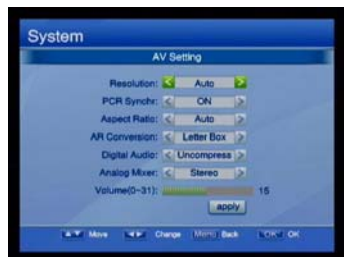 System
AV Setting
Resolution: < Auto >
PCR Synchr: < ON >
Aspect Ratio: < Auto >
AR Conversion: < Letter Box >
Digital Audio: < Uncompress >
Analog Mixer: < Stereo >
Volume(0~31): 15
apply
▲▼ Move ◄► Change Menu Back OK OK